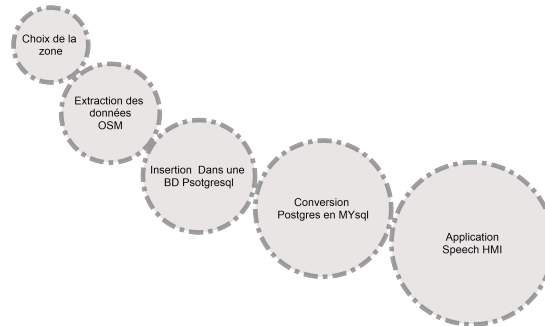 Choix de la
zone
Extraction des
données
OSM
Insertion Dans une
BD Psotgresql
Conversion
Postgres en MYsql
Application
Speech HMI